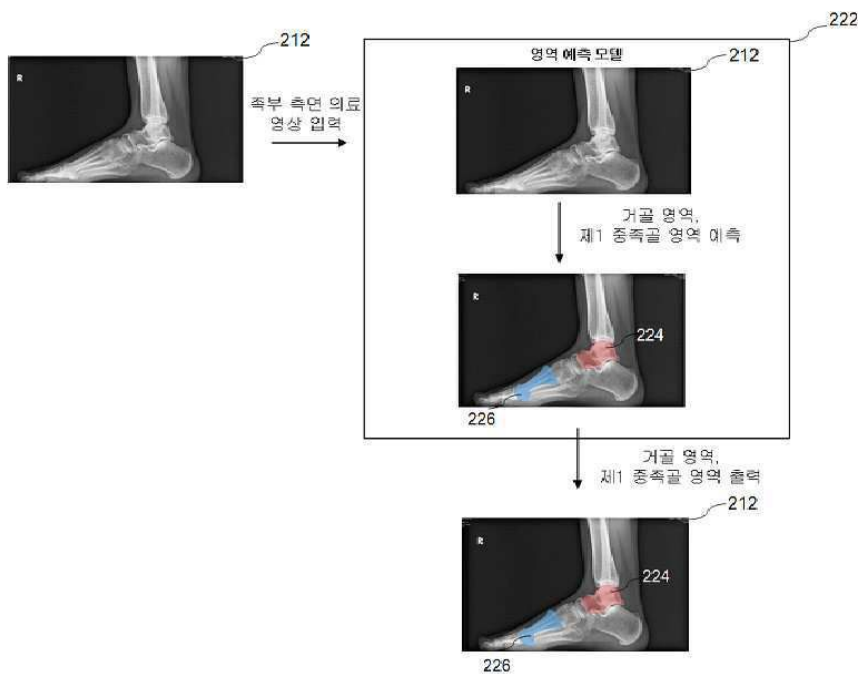 212
222
영역 예측 모델
212
R
R
족부 측면 의료
영상 입력
거골 영역,
제1 중족골 영역 예측
R
224
226
거골 영역,
제1 중족골 영역 출력
212
R
224
226